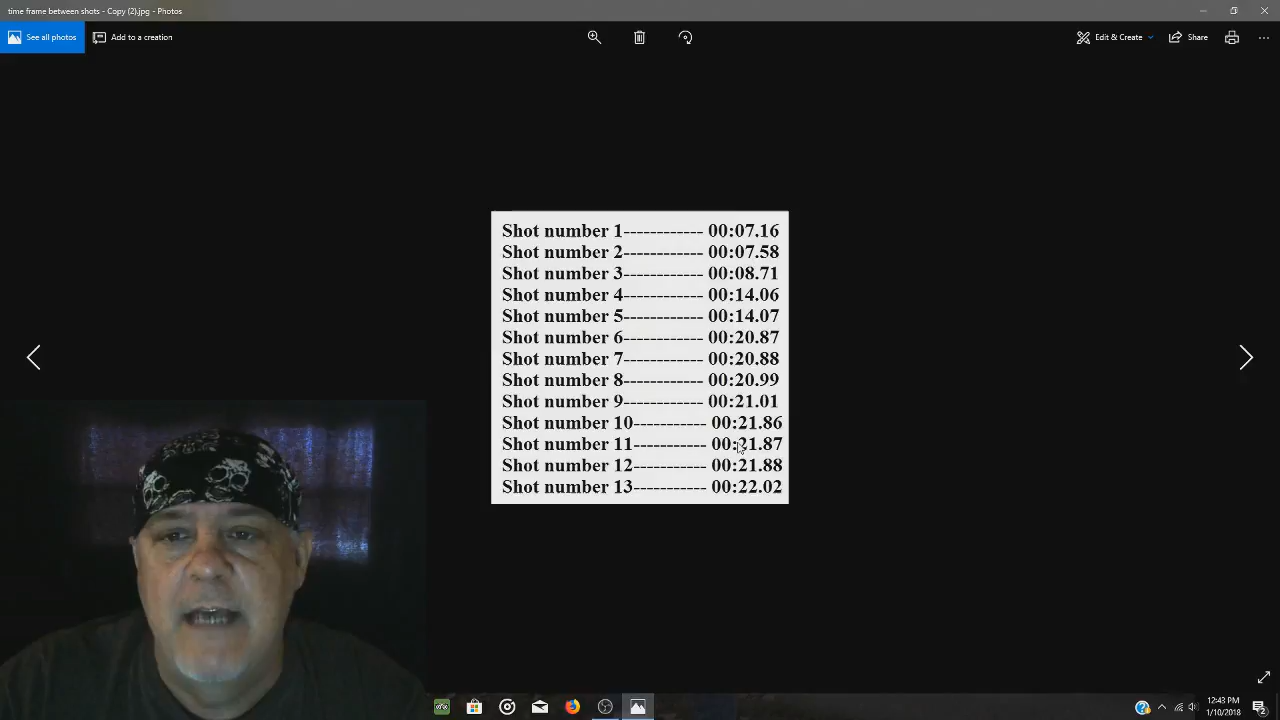 time frame between shots - Copy (2).jpg - Photos
See all photos
Add to a creation
Edit & Create
Share
Shot number 1------------ 00:07.16
Shot number 2------------ 00:07.58
Shot number 3------------ 00:08.71
Shot number 4------------ 00:14.06
Shot number 5------------ 00:14.07
Shot number 6------------ 00:20.87
Shot number 7------------ 00:20.88
Shot number 8------------ 00:20.99
Shot number 9------------ 00:21.01
Shot number 10----------- 00:21.86
Shot number 11----------- 00:21.87
Shot number 12----------- 00:21.88
Shot number 13----------- 00:22.02
12:43 PM
1/10/2018